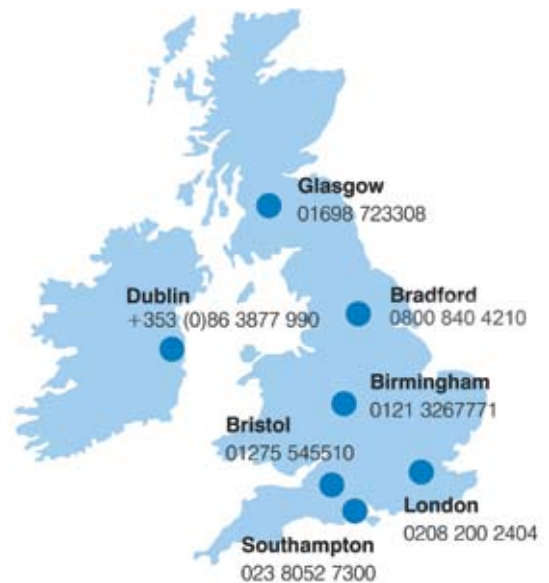 Glasgow
01698 723308
Dublin
+353 (0)86 3877 990
Bradford
0800 840 4210
Birmingham
0121 3267771
Bristol
01275 545510
London
0208 200 2404
Southampton
023 8052 7300